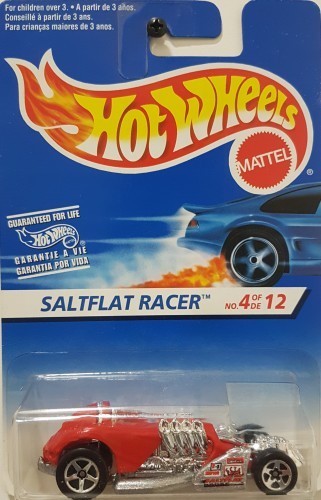 For children over 3. • A partir de 3 años.
Conseillé à partir de 3 ans.
Para crianças maiores de 3 anos.
HOT WHEELS
®
MATTEL
GUARANTEED FOR LIFE
Hot Wheels
GARANTIE À VIE
GARANTIA POR VIDA
SALTFLAT RACER™
NO. 4 OF DE 12